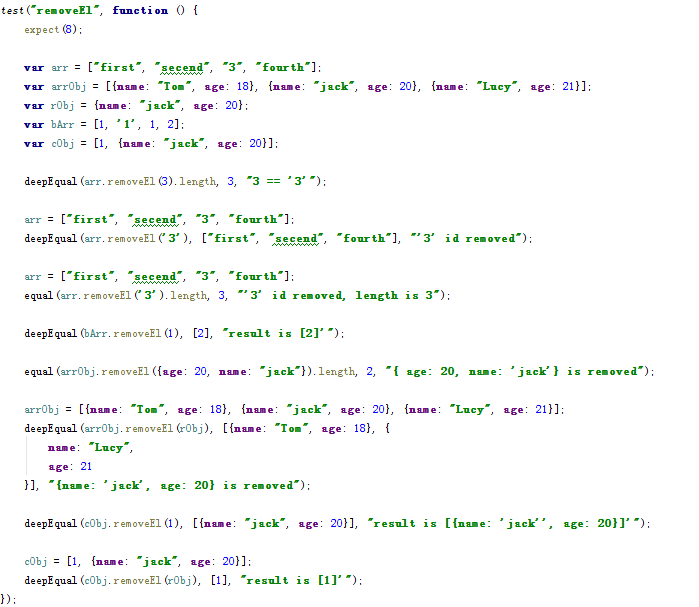 test("removeEl", function () {
    expect(8);

    var arr = ["first", "secend", "3", "fourth"];
    var arrObj = [{name: "Tom", age: 18}, {name: "jack", age: 20}, {name: "Lucy", age: 21}];
    var rObj = {name: "jack", age: 20};
    var bArr = [1, '1', 1, 2];
    var cObj = [1, {name: "jack", age: 20}];

    deepEqual(arr.removeEl(3).length, 3, "3 == '3'");

    arr = ["first", "secend", "3", "fourth"];
    deepEqual(arr.removeEl('3'), ["first", "secend", "fourth"], "'3' id removed");

    arr = ["first", "secend", "3", "fourth"];
    equal(arr.removeEl('3').length, 3, "'3' id removed, length is 3");

    deepEqual(bArr.removeEl(1), [2], "result is [2]'");

    equal(arrObj.removeEl({age: 20, name: "jack"}).length, 2, "{ age: 20, name: 'jack'} is removed");

    arrObj = [{name: "Tom", age: 18}, {name: "jack", age: 20}, {name: "Lucy", age: 21}];
    deepEqual(arrObj.removeEl(rObj), [{name: "Tom", age: 18}, {
        name: "Lucy",
        age: 21
    }], "{name: 'jack', age: 20} is removed");

    deepEqual(cObj.removeEl(1), [{name: "jack", age: 20}], "result is [{name: 'jack'', age: 20}]'");

    cObj = [1, {name: "jack", age: 20}];
    deepEqual(cObj.removeEl(rObj), [1], "result is [1]'");
});